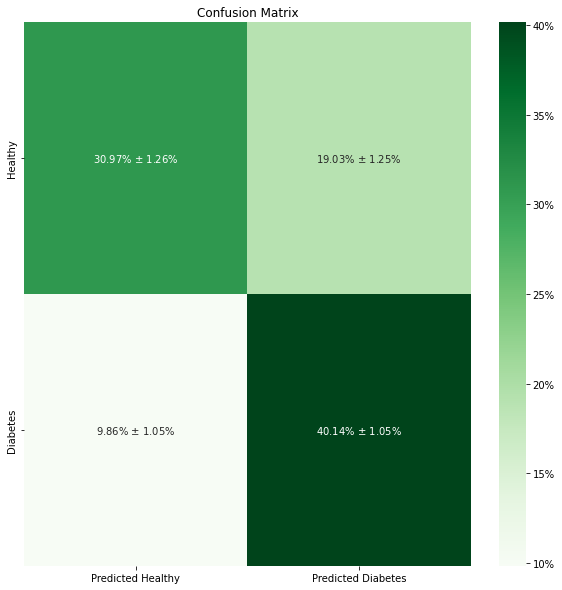 Confusion Matrix
Healthy
30.97% ± 1.26%
19.03% ± 1.25%
Diabetes
9.86% ± 1.05%
40.14% ± 1.05%
Predicted Healthy
Predicted Diabetes
40%
35%
30%
25%
20%
15%
10%